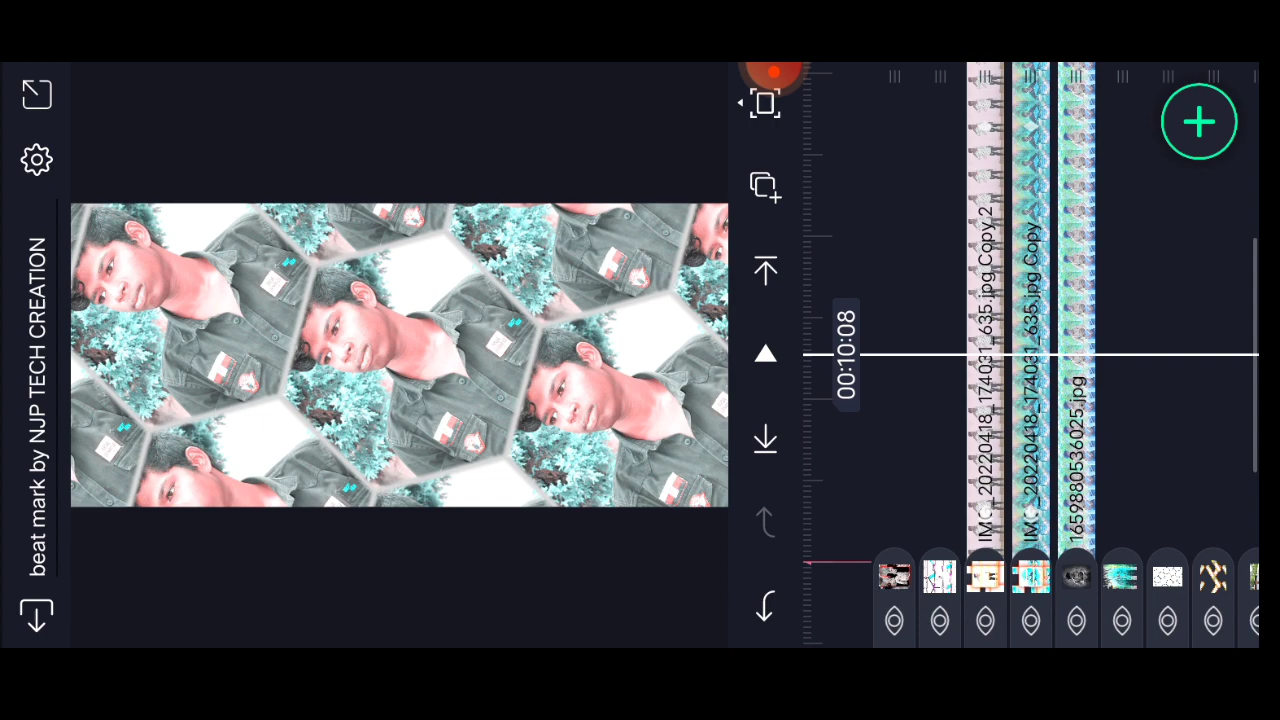 beat mark by NJP TECH CREATION
00:10:08
IMG_20220418_174031_635.jpg Copy 2
IMG_20220418_174031_635.jpg Copy
1659880536025.jpg